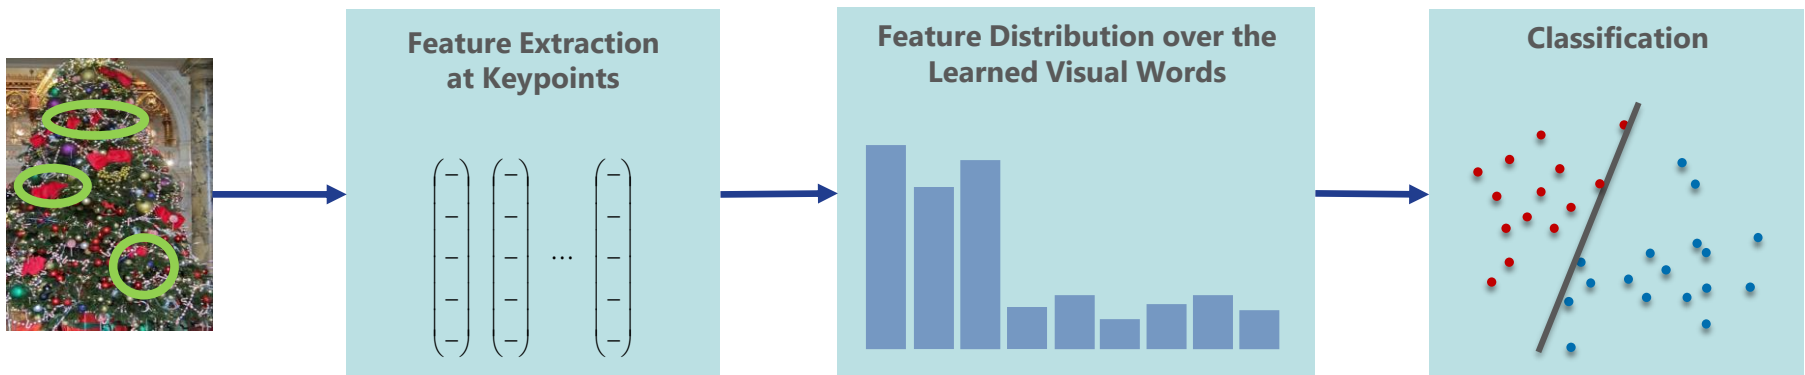 Feature Extraction
at Keypoints
...
Feature Distribution over the
Learned Visual Words
Classification